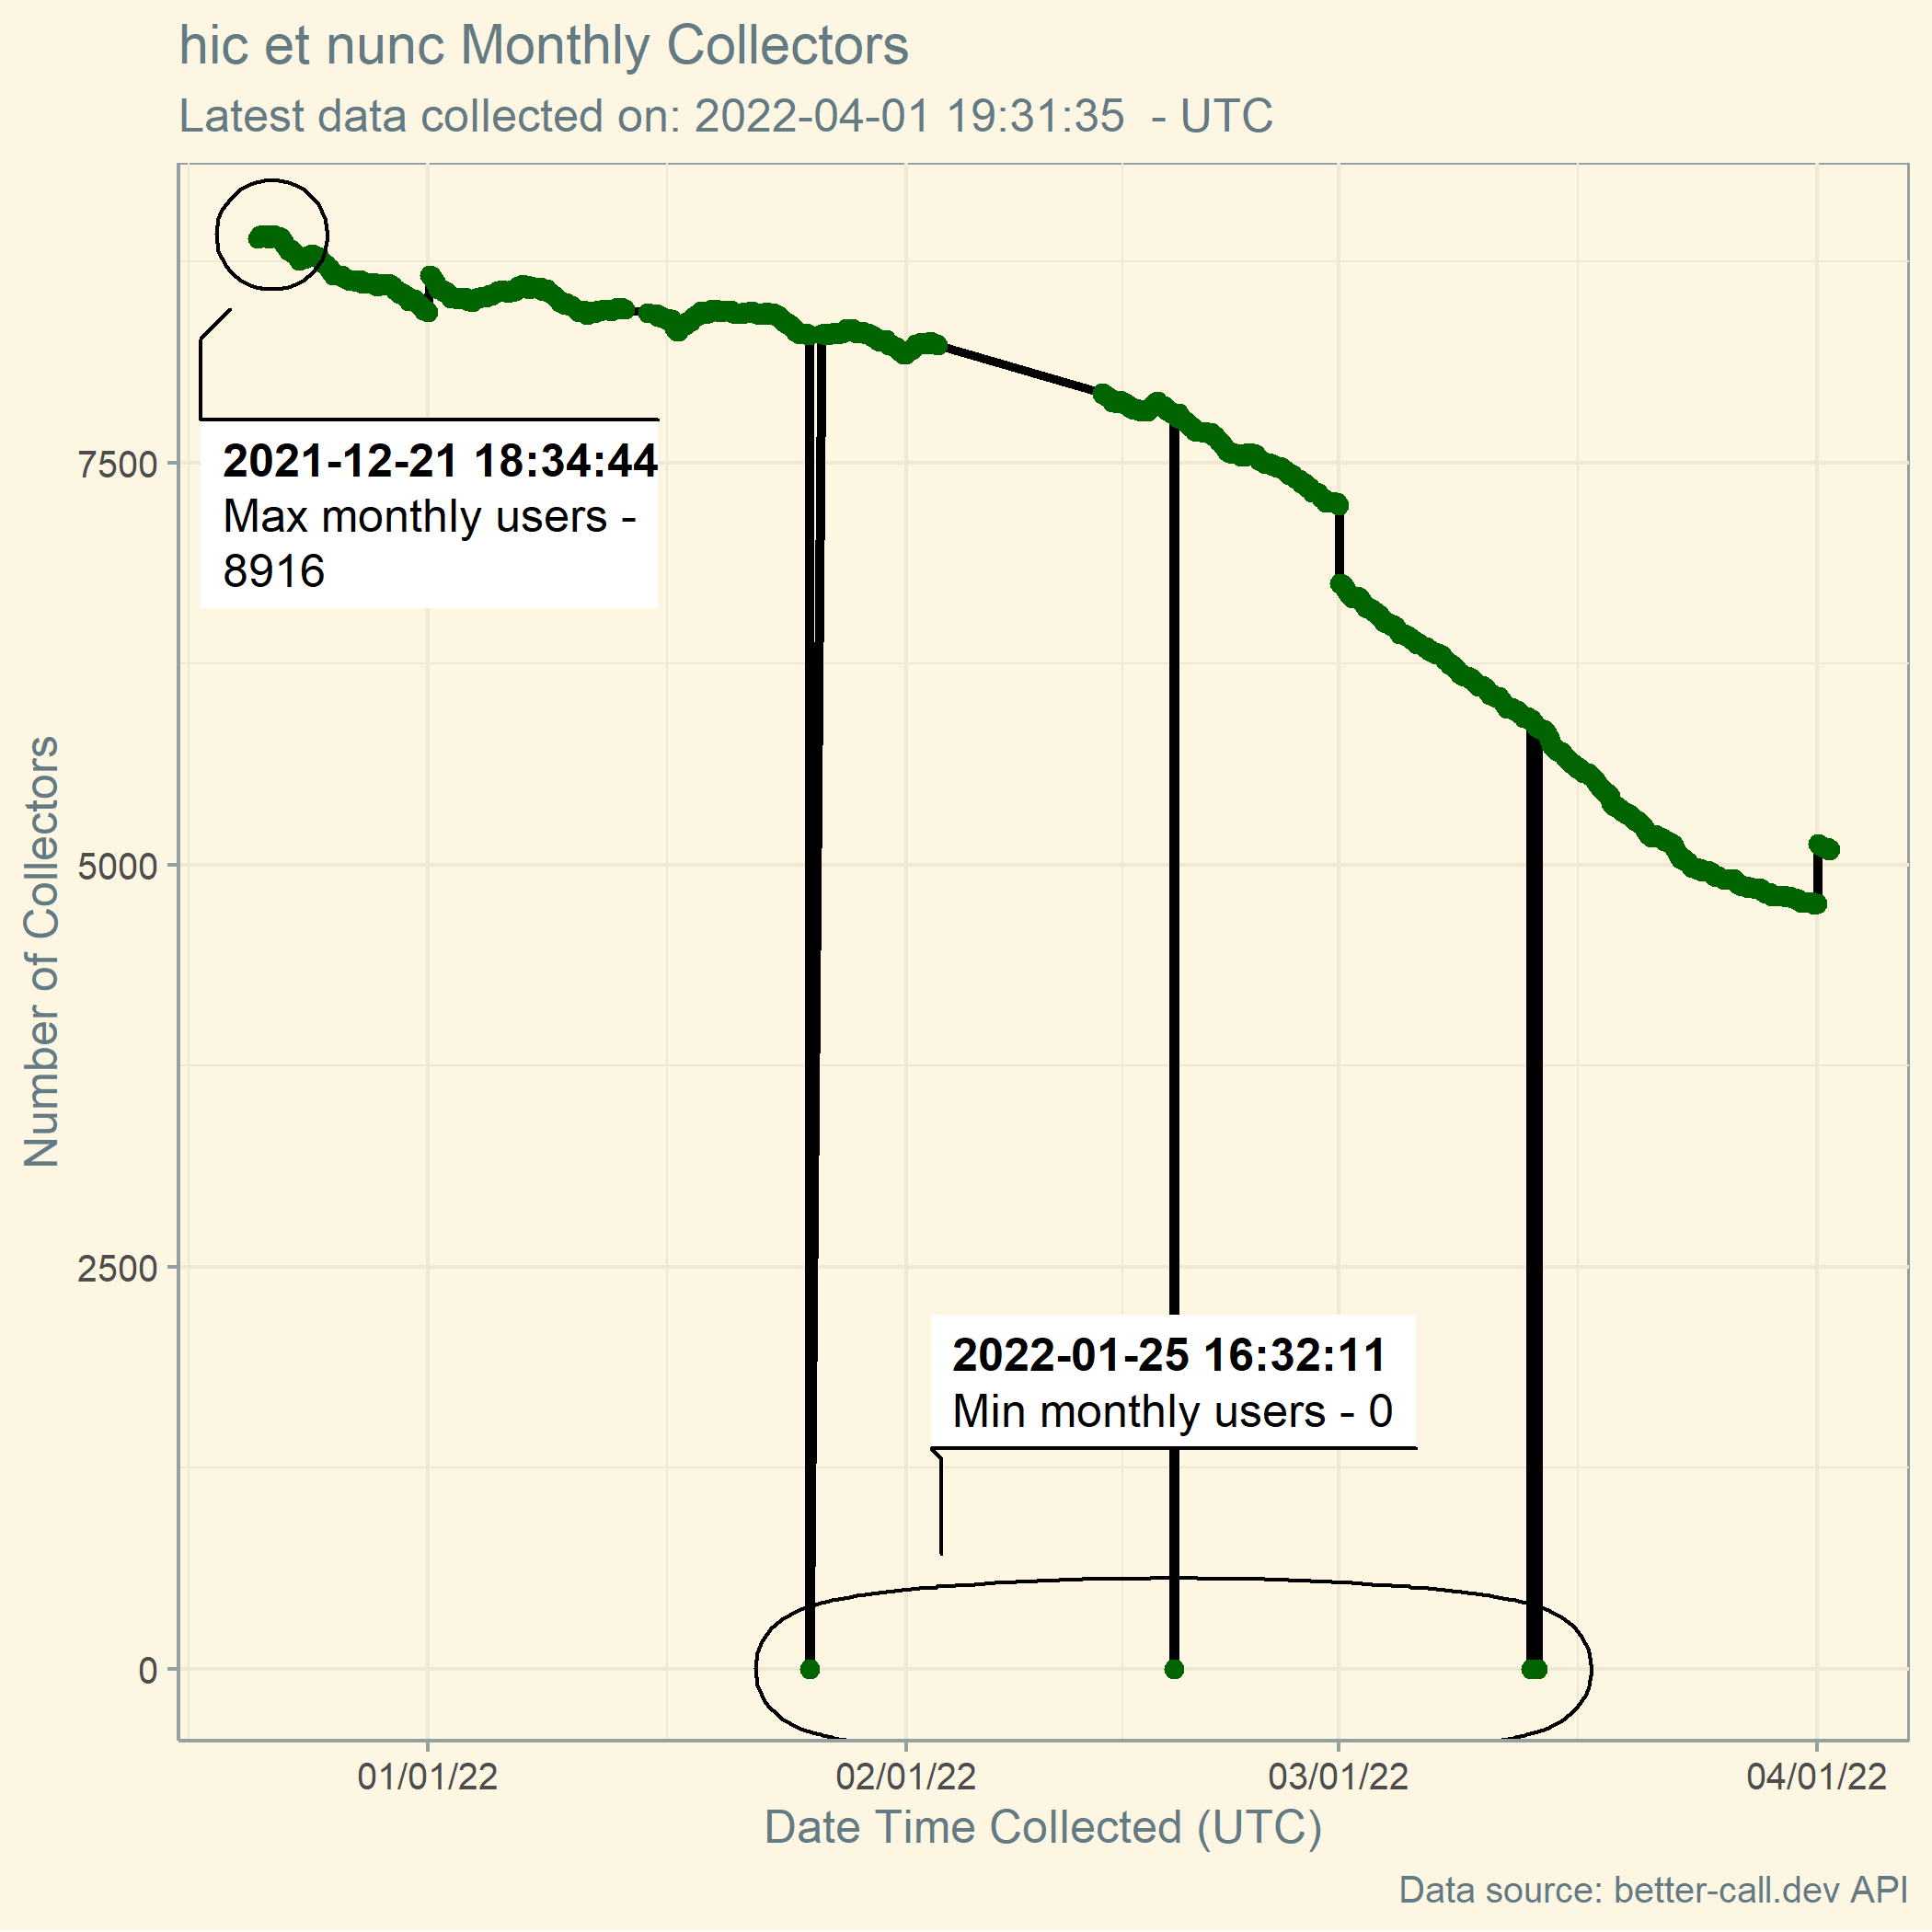 hic et nunc Monthly Collectors
Latest data collected on: 2022-04-01 19:31:35  - UTC
2021-12-21 18:34:44
Max monthly users -
8916
2022-01-25 16:32:11
Min monthly users - 0
Number of Collectors
7500
5000
2500
0
01/01/22
02/01/22
03/01/22
04/01/22
Date Time Collected (UTC)
Data source: better-call.dev API